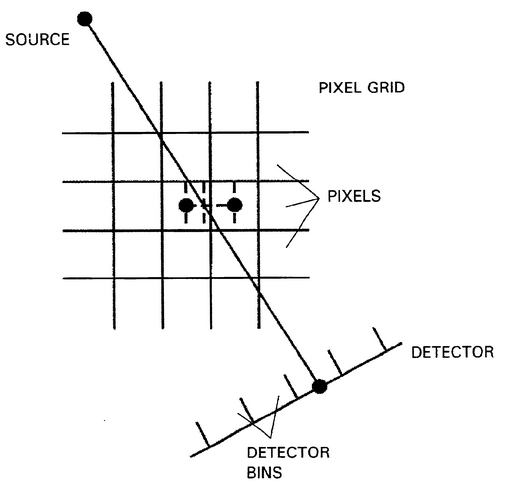 SOURCE
PIXEL GRID
PIXELS
DETECTOR
DETECTOR
BINS